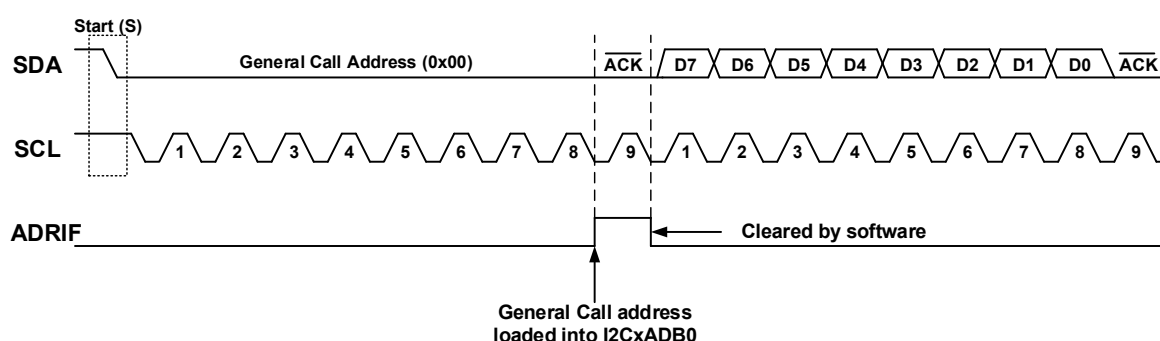 Start (S)
SDA General Call Address (0x00) ACK D7 D6 D5 D4 D3 D2 D1 D0 ACK
SCL 1 2 3 4 5 6 7 8 9 1 2 3 4 5 6 7 8 9
ADRIF Cleared by software
General Call address
loaded into I2CxADB0